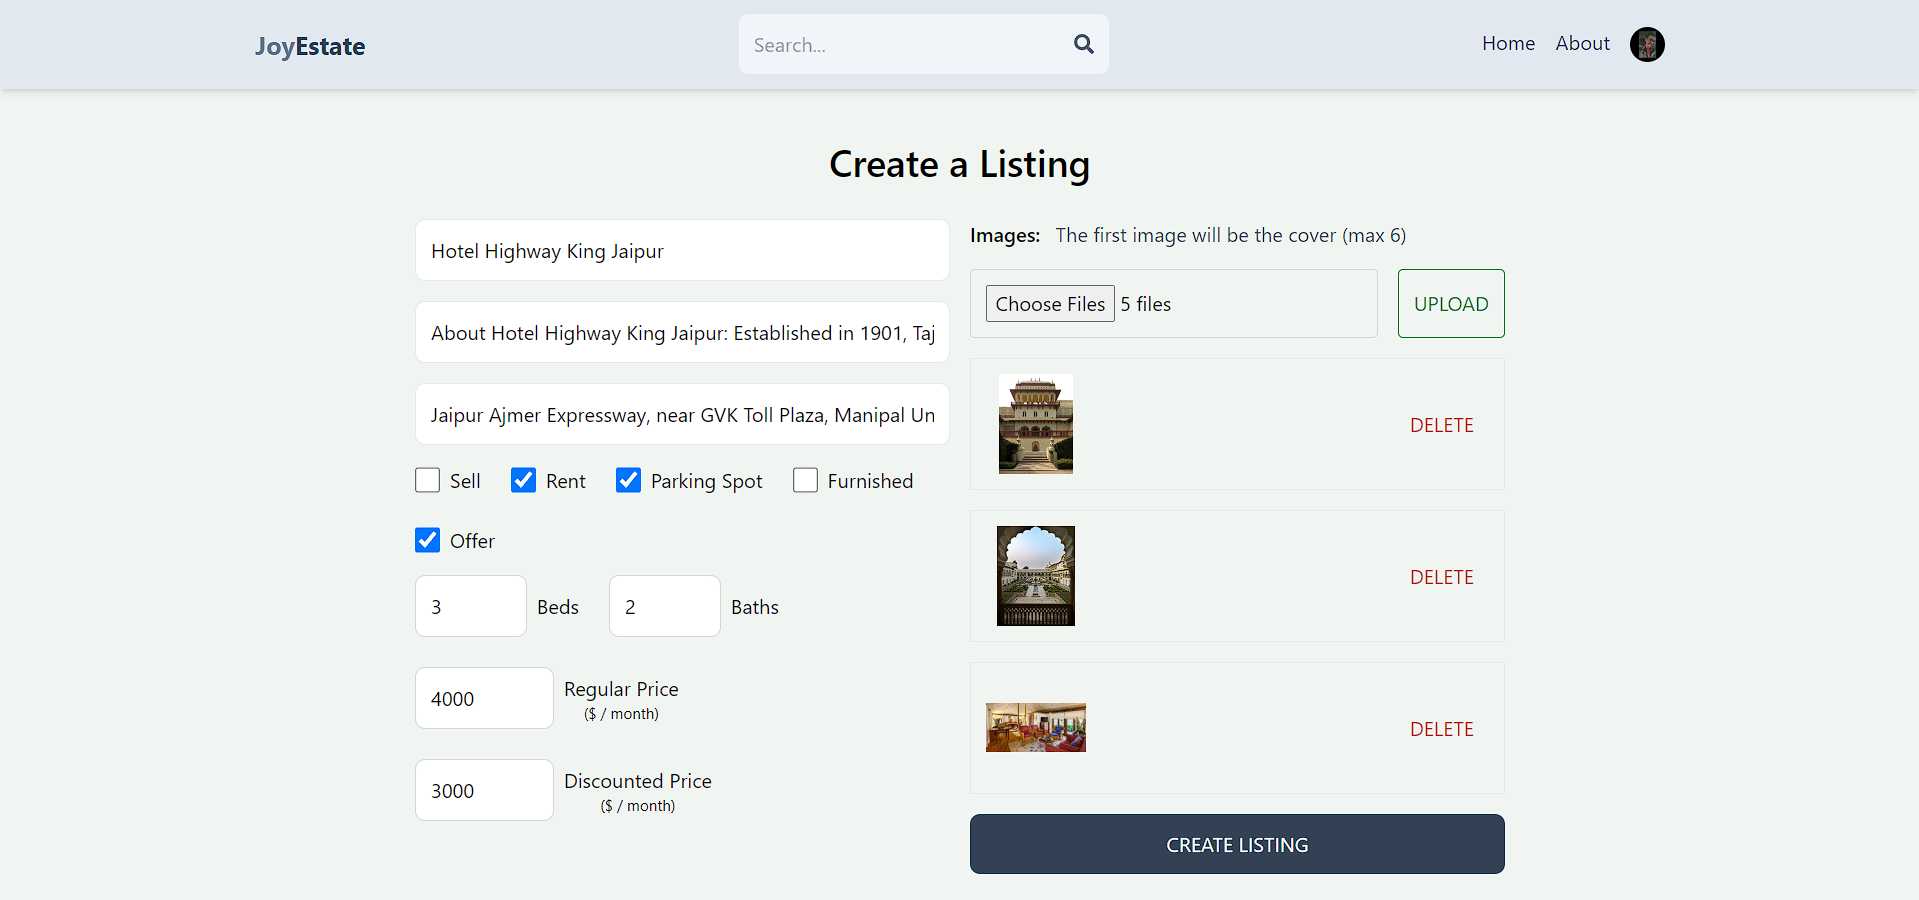 JoyEstate
Search...
Home
About
Create a Listing
Hotel Highway King Jaipur
About Hotel Highway King Jaipur: Established in 1901, Taj
Jaipur Ajmer Expressway, near GVK Toll Plaza, Manipal Un
Sell
Rent
Parking Spot
Furnished
Offer
3
Beds
2
Baths
4000
Regular Price
($ / month)
3000
Discounted Price
($ / month)
Images: The first image will be the cover (max 6)
Choose Files 5 files
UPLOAD
DELETE
DELETE
DELETE
CREATE LISTING